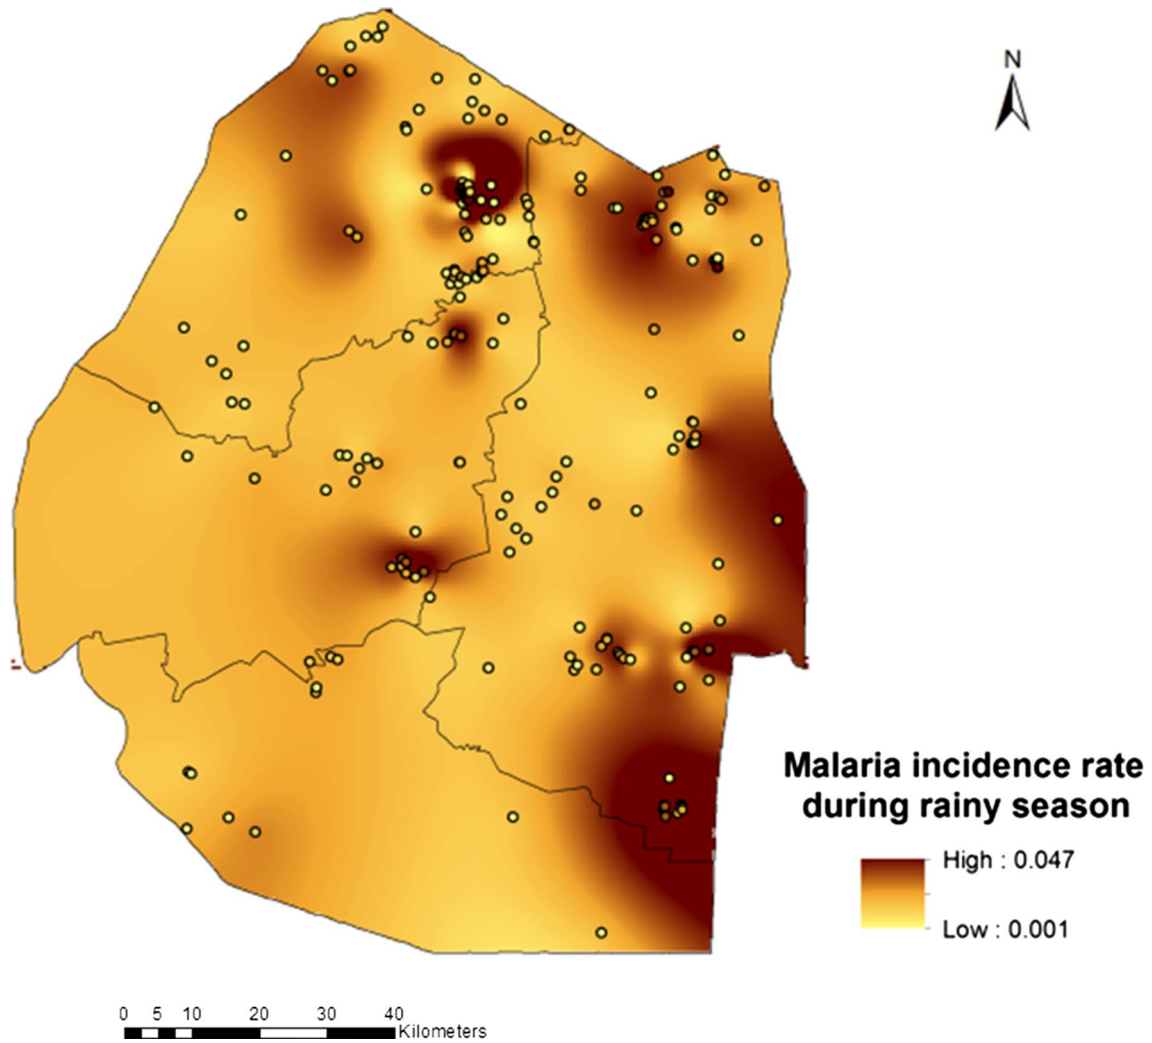 N
Malaria incidence rate
during rainy season
High : 0.047
Low : 0.001
0 5 10 20 30 40
Kilometers